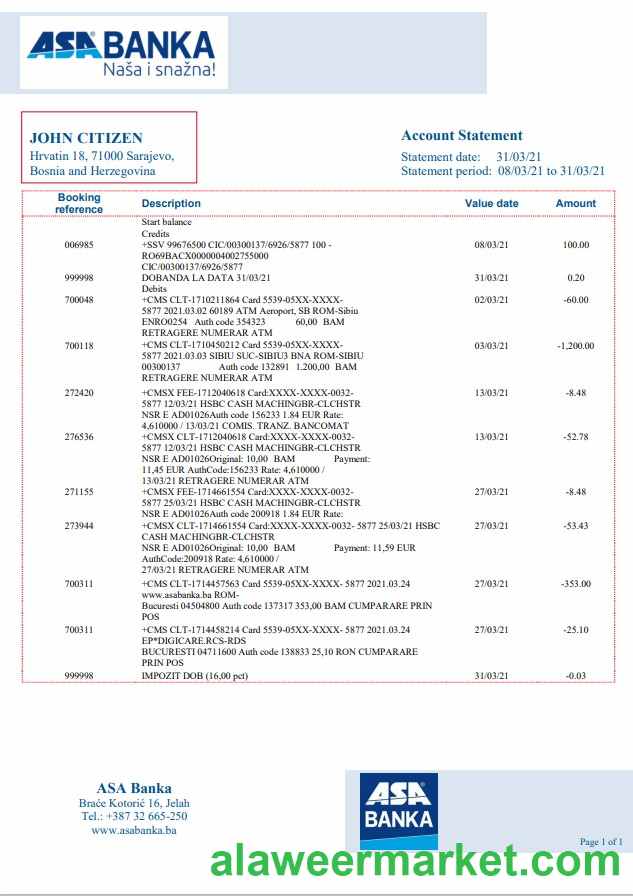 ASA BANKA
Naša i snažna!
JOHN CITIZEN
Hrvatin 18, 71000 Sarajevo,
Bosnia and Herzegovina
Account Statement
Statement date: 31/03/21
Statement period: 08/03/21 to 31/03/21
Booking reference Description Value date Amount
Start balance
Credits
006985 +SSV 99676500 CIC/00300137/6926/5877 100 - 08/03/21 100.00
RO69BACX0000004002755000
CIC/00300137/6926/5877
999998 DOBANDA LA DATA 31/03/21 31/03/21 0.20
Debits
700048 +CMS CLT-1710211864 Card 5539-05XX-XXXX- 02/03/21 -60.00
5877 2021.03.02 60189 ATM Aeroport, SB ROM-Sibiu
ENRO0254 Auth code 354323 60,00 BAM
RETRAGERE NUMERAR ATM
700118 +CMS CLT-1710450212 Card 5539-05XX-XXXX- 03/03/21 -1,200.00
5877 2021.03.03 SIBIU SUC-SIBIU3 BNA ROM-SIBIU
00300137 Auth code 132891 1.200,00 BAM
RETRAGERE NUMERAR ATM
272420 +CMSX FEE-1712040618 Card:XXXX-XXXX-0032- 13/03/21 -8.48
5877 12/03/21 HSBC CASH MACHINGBR-CLCHSTR
NSR E AD01026Auth code 156233 1.84 EUR Rate:
4,610000 / 13/03/21 COMIS. TRANZ. BANCOMAT
276536 +CMSX CLT-1712040618 Card:XXXX-XXXX-0032- 13/03/21 -52.78
5877 12/03/21 HSBC CASH MACHINGBR-CLCHSTR
NSR E AD01026Original: 10,00 BAM Payment:
11,45 EUR AuthCode:156233 Rate: 4,610000 /
13/03/21 RETRAGERE NUMERAR ATM
271155 +CMSX FEE-1714661554 Card:XXXX-XXXX-0032- 27/03/21 -8.48
5877 25/03/21 HSBC CASH MACHINGBR-CLCHSTR
NSR E AD01026Auth code 200918 1.84 EUR Rate:
273944 +CMSX CLT-1714661554 Card:XXXX-XXXX-0032- 5877 25/03/21 HSBC 27/03/21 -53.43
CASH MACHINGBR-CLCHSTR
NSR E AD01026Original: 10,00 BAM Payment: 11,59 EUR
AuthCode:200918 Rate: 4,610000 /
27/03/21 RETRAGERE NUMERAR ATM
700311 +CMS CLT-1714457563 Card 5539-05XX-XXXX- 5877 2021.03.24 27/03/21 -353.00
www.asabanka.ba ROM-
Bucuresti 04504800 Auth code 137317 353,00 BAM CUMPARARE PRIN
POS
700311 +CMS CLT-1714458214 Card 5539-05XX-XXXX- 5877 2021.03.24 27/03/21 -25.10
EP*DIGICARE.RCS-RDS
BUCURESTI 04711600 Auth code 138833 25,10 RON CUMPARARE
PRIN POS
999998 IMPOZIT DOB (16,00 pct) 31/03/21 -0.03
ASA Banka
Braće Kotorić 16, Jelah
Tel.: +387 32 665-250
www.asabanka.ba
ASA
BANKA
Page 1 of 1
alaweermarket.com